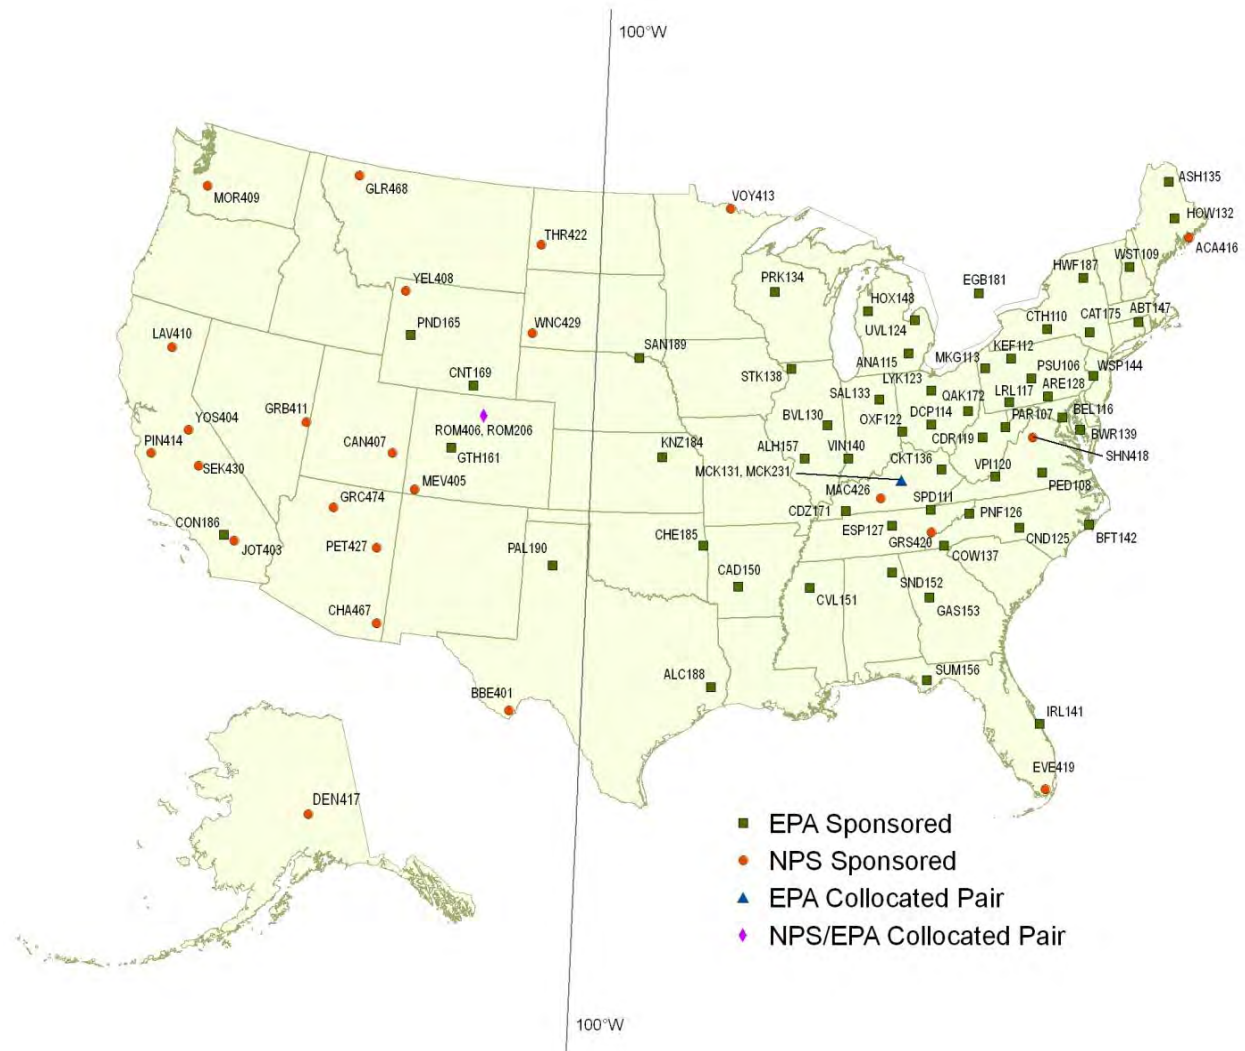 100°W
MOR409
GLR468
VOY413
ASH135
HOW132
ACA416
THR422
WST109
HWF187
EGB181
PRK134
YEL408
HOX148
ABT147
PND165
WNC429
CTH110
CAT175
UVL124
LAV410
SAN189
KEF112
ANA115
MKG113
PSU106
WSP144
CNT169
STK138
LYK123
ARE128
SAL133
QAK172
LRL117
YOS404
GRB411
BVL130
OXF122
DCP114
PAR107
BEL116
ROM406, ROM206
CAN407
KNZ184
ALH157
VIN140
CDR119
BWR139
PIN414
GTH161
SHN418
SEK430
MCK131, MCK231
CKT136
VPI120
MEV405
MAC426
PED108
GRC474
SPD111
CDZ171
PNF126
CON186
ESP127
CHE185
CND125
BFT142
JOT403
PET427
PAL190
GRS420
COW137
CAD150
SND152
CVL151
GAS153
CHA467
ALC188
SUM156
BBE401
IRL141
EVE419
DEN417
EPA Sponsored
NPS Sponsored
EPA Collocated Pair
NPS/EPA Collocated Pair
100°W